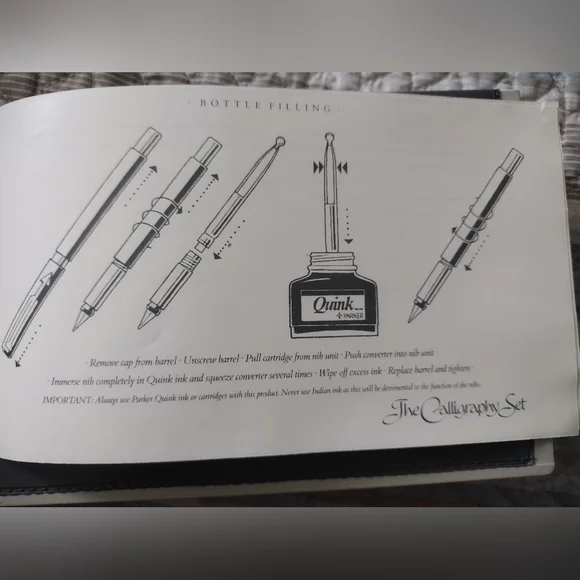 · BOTTLE FILLING ·
Quink
PARKER
· Remove cap from barrel · Unscrew barrel · Pull cartridge from nib unit · Push converter into nib unit ·
· Immerse nib completely in Quink ink and squeeze converter several times · Wipe off excess ink · Replace barrel and tighten ·
IMPORTANT: Always use Parker Quink ink or cartridges with this product. Never use Indian ink as this will be detrimental to the function of the nibs.
The Calligraphy Set